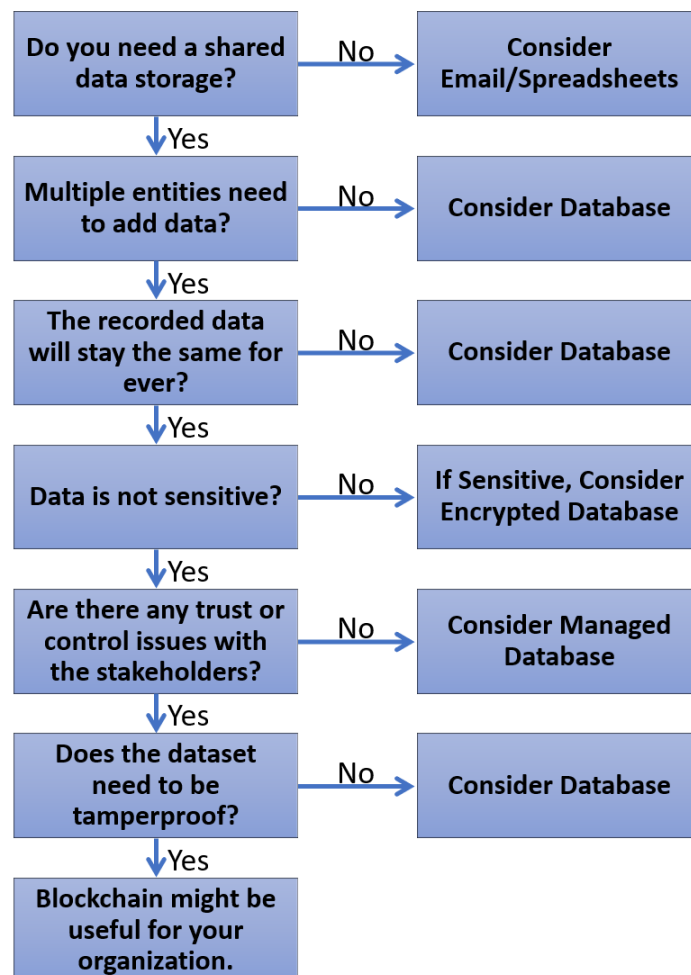 Do you need a shared
data storage?
No
Consider
Email/Spreadsheets
Yes
Multiple entities need
to add data?
No
Consider Database
Yes
The recorded data
will stay the same for
ever?
No
Consider Database
Yes
Data is not sensitive?
No
If Sensitive, Consider
Encrypted Database
Yes
Are there any trust or
control issues with
the stakeholders?
No
Consider Managed
Database
Yes
Does the dataset
need to be
tamperproof?
No
Consider Database
Yes
Blockchain might be
useful for your
organization.